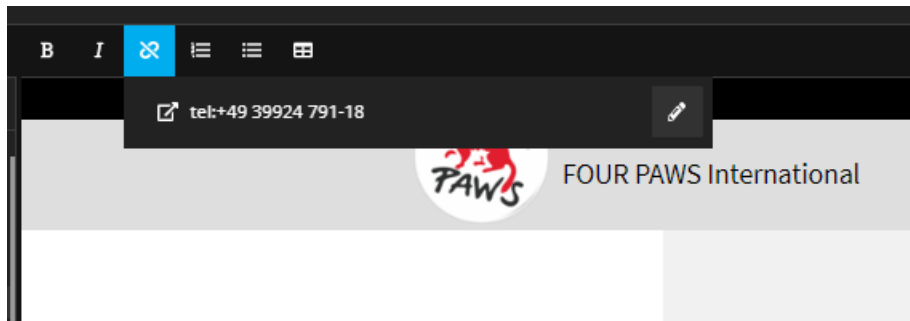 B I
tel:+49 39924 791-18
PAWS
FOUR PAWS International